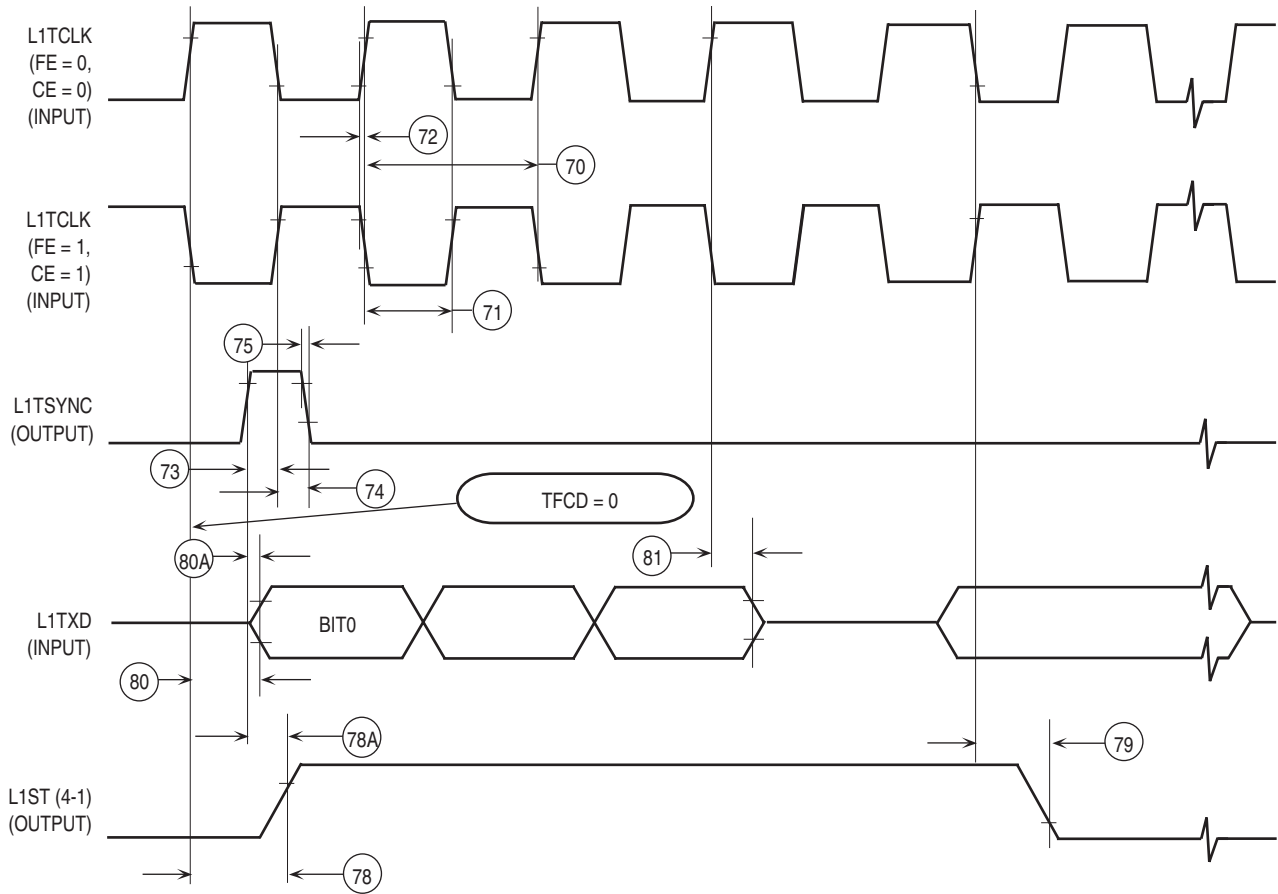 L1TCLK
(FE = 0,
CE = 0)
(INPUT)
72
70
L1TCLK
(FE = 1,
CE = 1)
(INPUT)
71
75
L1TSYNC
(OUTPUT)
73
74
TFCD = 0
80A
81
L1TXD
(INPUT)
BIT0
80
78A
79
L1ST (4-1)
(OUTPUT)
78